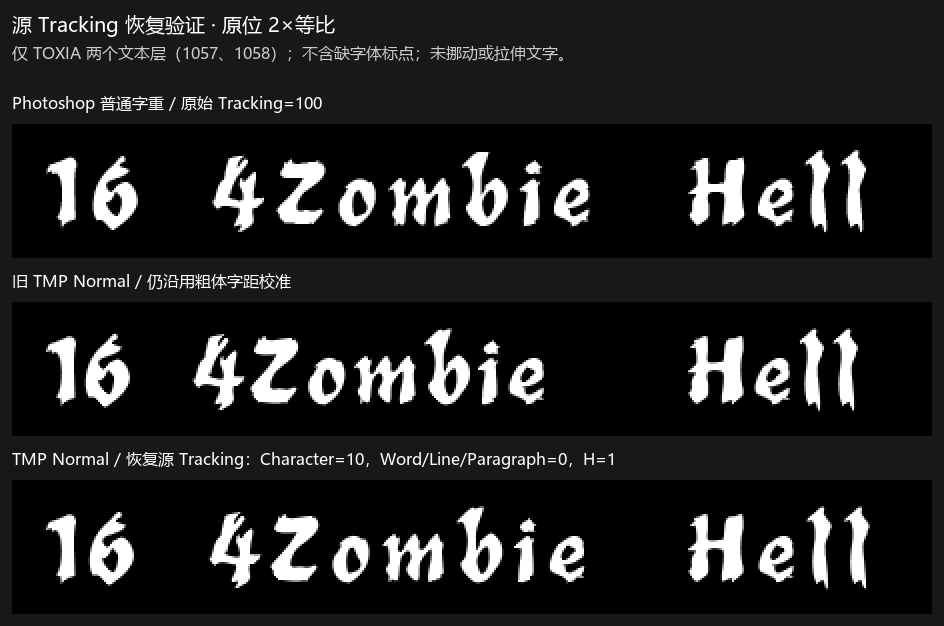 源 Tracking 恢复验证 · 原位 2×等比
仅 TOXIA 两个文本层（1057、1058）；不含缺字体标点；未挪动或拉伸文字。
Photoshop 普通字重 / 原始 Tracking=100
16 4Zombie Hell
旧 TMP Normal / 仍沿用粗体字距校准
16 4Zombie Hell
TMP Normal / 恢复源 Tracking：Character=10，Word/Line/Paragraph=0，H=1
16 4Zombie Hell